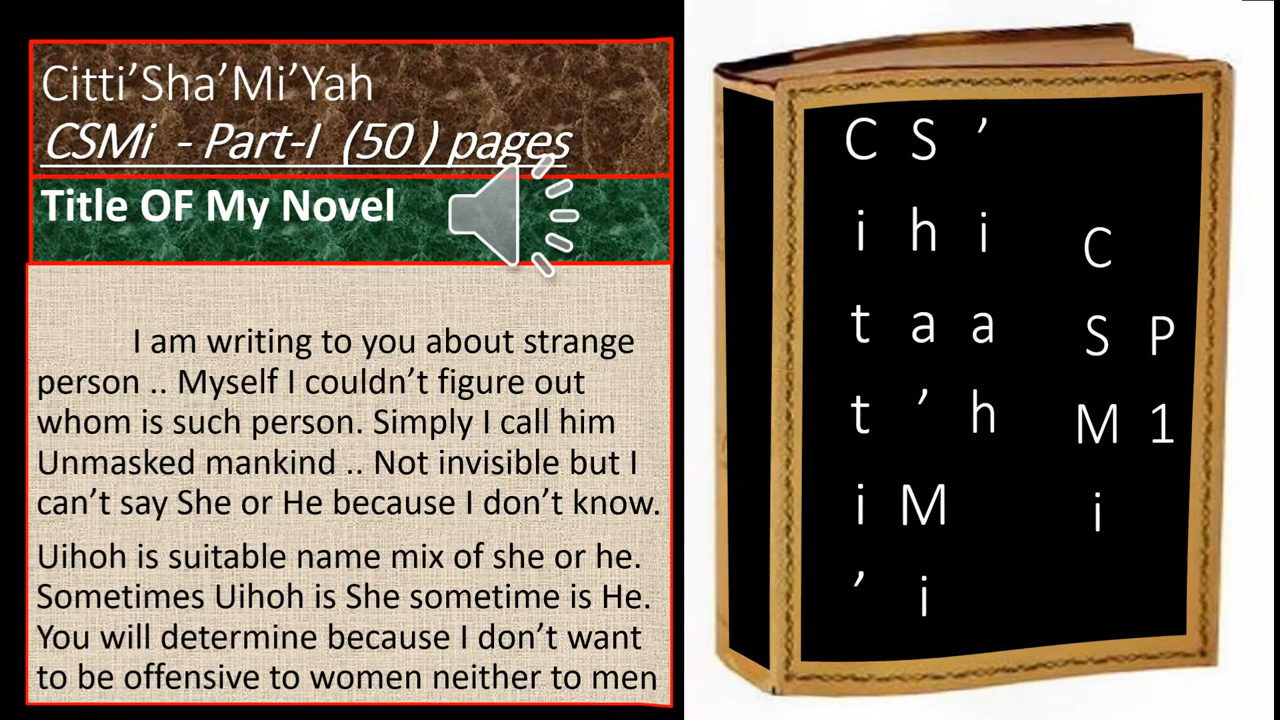 Citti’Sha’Mi’Yah
CSMi - Part-I (50 ) pages
Title OF My Novel
I am writing to you about strange
person .. Myself I couldn’t figure out
whom is such person. Simply I call him
Unmasked mankind .. Not invisible but I
can’t say She or He because I don’t know.
Uihoh is suitable name mix of she or he.
Sometimes Uihoh is She sometime is He.
You will determine because I don’t want
to be offensive to women neither to men
C S ’
i h i
t a a
t ’ h
i M
’ i
C
S P
M 1
i